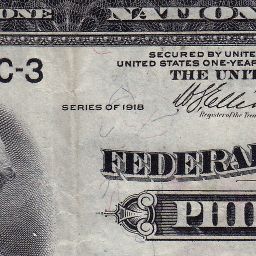 ONE NATION
SECURED BY UNITE
UNITED STATES ONE-YEAR
C-3 THE UNIT
SERIES OF 1918
Register of the Trea
FEDERA
PHI